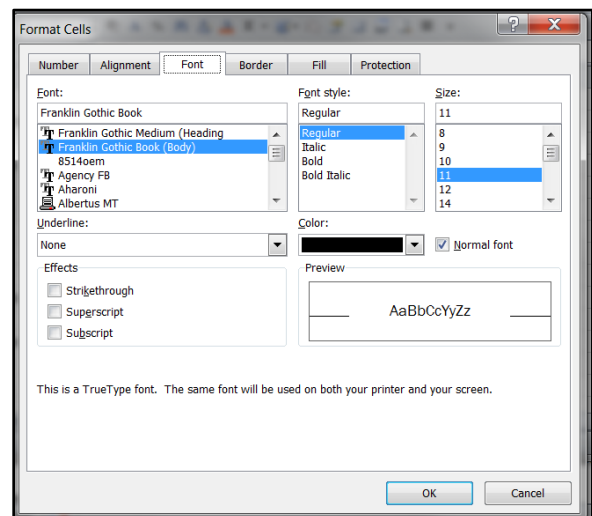 Format Cells
? X
Number Alignment Font Border Fill Protection
Font: Font style: Size:
Franklin Gothic Book Regular 11
Franklin Gothic Medium (Heading Regular 8
Franklin Gothic Book (Body) Italic 9
8514oem Bold 10
Agency FB Bold Italic 11
Aharoni 12
Albertus MT 14
Underline: Color:
None Normal font
Effects Preview
Strikethrough
Superscript AaBbCcYyZz
Subscript
This is a TrueType font. The same font will be used on both your printer and your screen.
OK Cancel